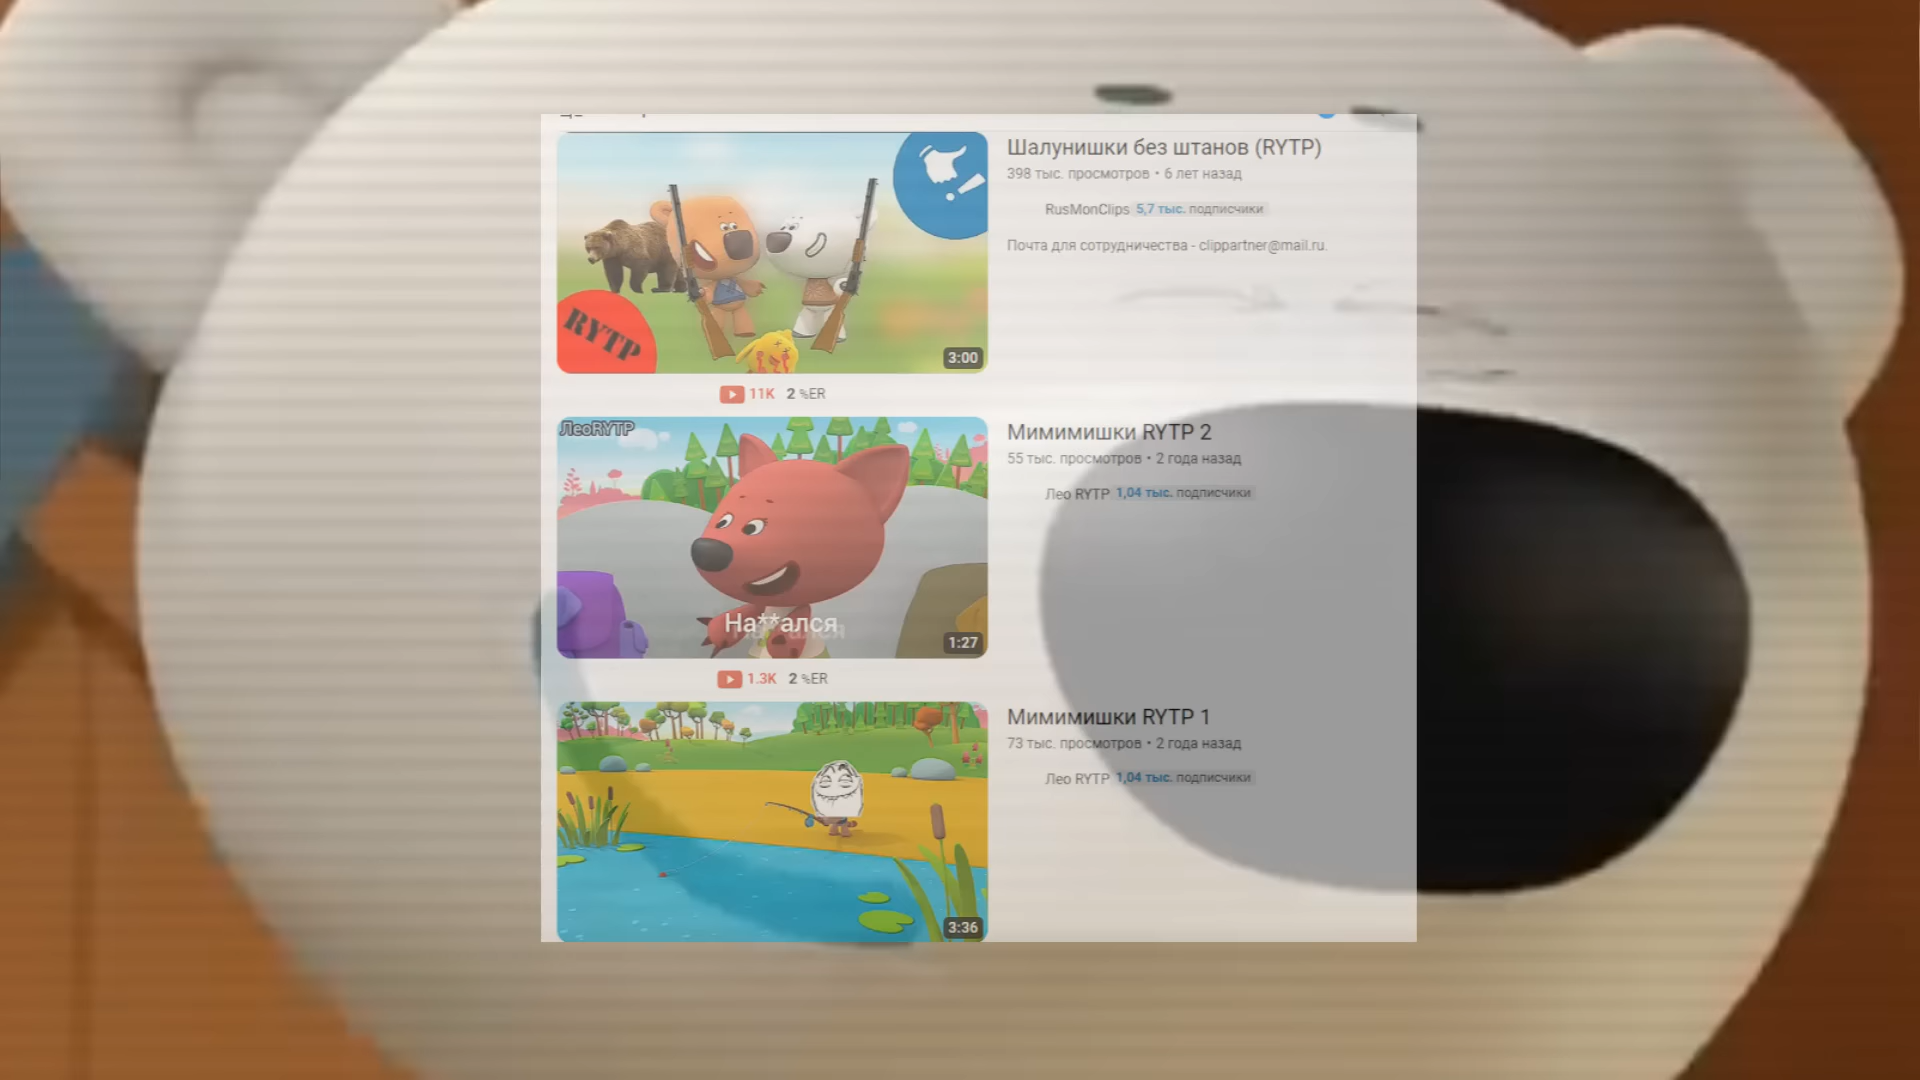 Шалунишки без штанов (RYTP)
398 тыс. просмотров • 6 лет назад
RusMonClips 5,7 тыс. подписчики
Почта для сотрудничества - clippartner@mail.ru.
RYTP
3:00
11K 2 %ER
ЛеоRYTP
На**ался
1:27
Мимимишки RYTP 2
55 тыс. просмотров • 2 года назад
Лео RYTP 1,04 тыс. подписчики
1.3K 2 %ER
Мимимишки RYTP 1
73 тыс. просмотров • 2 года назад
Лео RYTP 1,04 тыс. подписчики
3:36